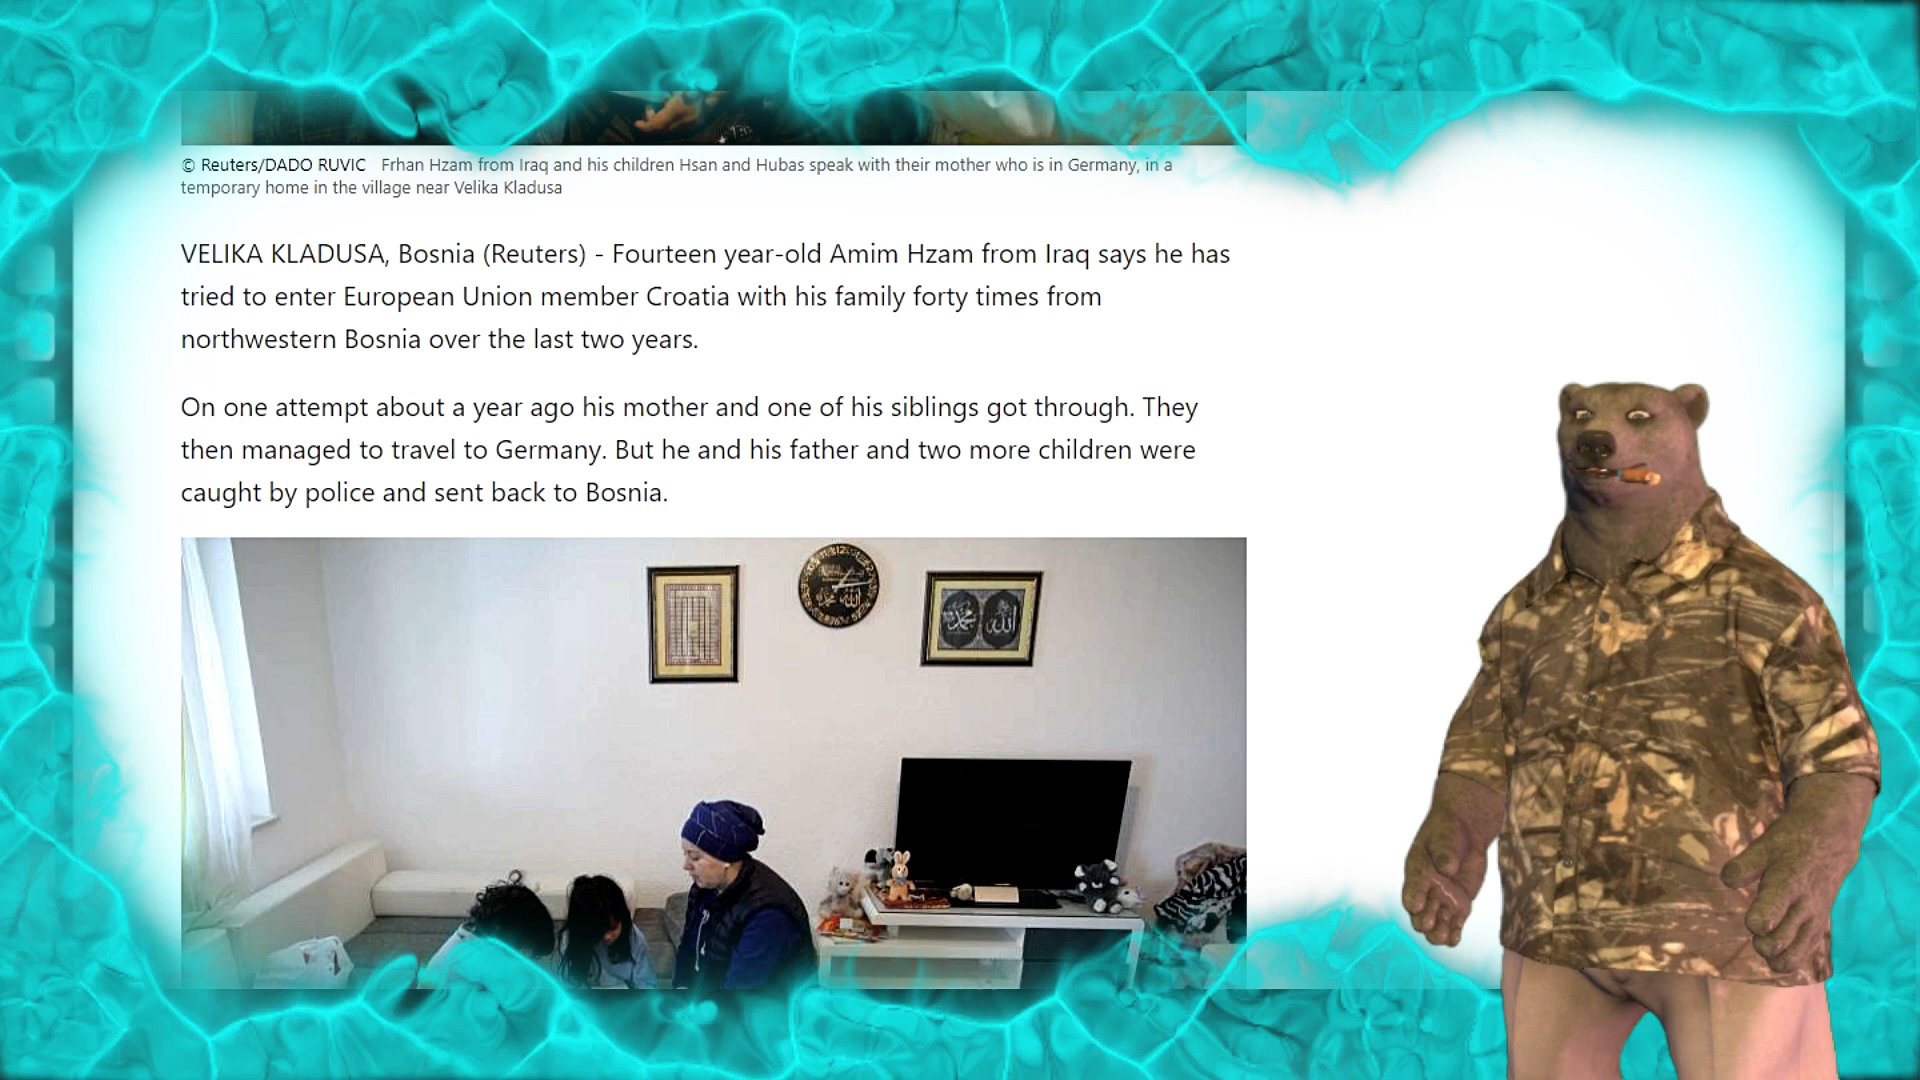 © Reuters/DADO RUVIC Frhan Hzam from Iraq and his children Hsan and Hubas speak with their mother who is in Germany, in a
temporary home in the village near Velika Kladusa
VELIKA KLADUSA, Bosnia (Reuters) - Fourteen year-old Amim Hzam from Iraq says he has
tried to enter European Union member Croatia with his family forty times from
northwestern Bosnia over the last two years.
On one attempt about a year ago his mother and one of his siblings got through. They
then managed to travel to Germany. But he and his father and two more children were
caught by police and sent back to Bosnia.
الله محمد
محمد الله